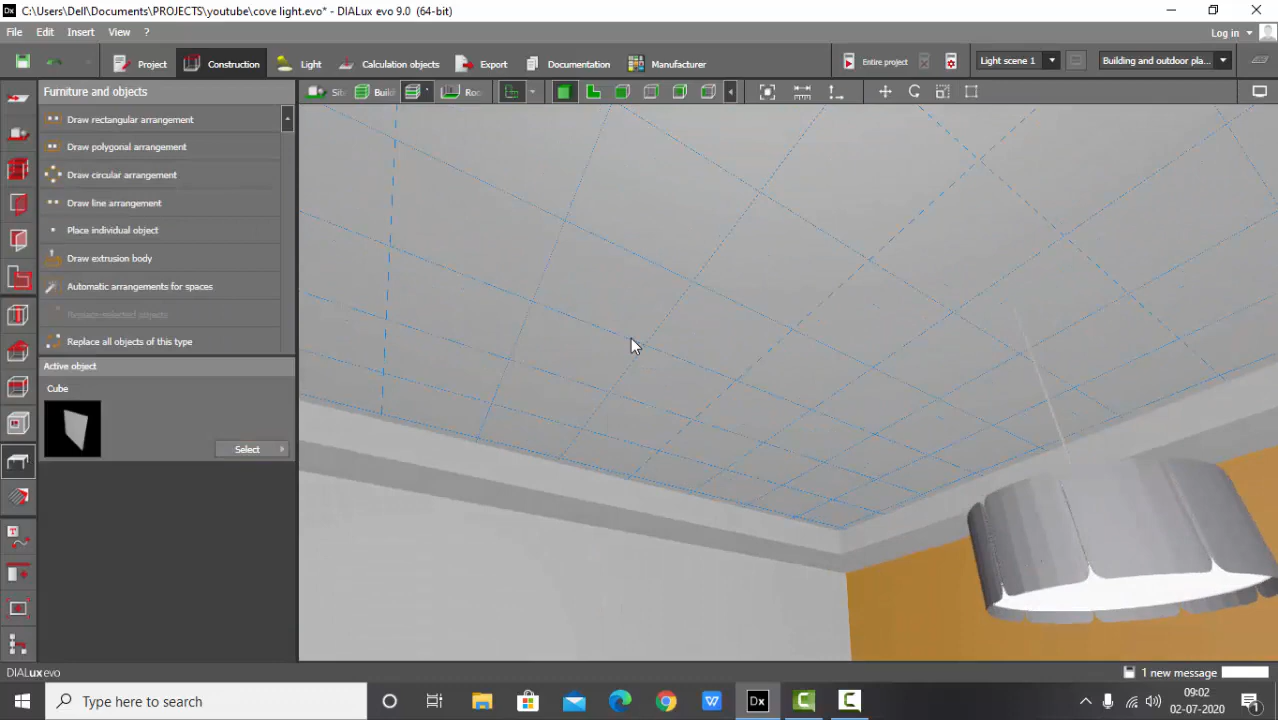 C:\Users\Dell\Documents\PROJECTS\youtube\cove light.evo* - DIALux evo 9.0 (64-bit)
File Edit Insert View ?
Log in
Project Construction Light Calculation objects Export Documentation Manufacturer
Entire project
Light scene 1
Building and outdoor pla...
Furniture and objects
Sit Build Roo
Draw rectangular arrangement
Draw polygonal arrangement
Draw circular arrangement
Draw line arrangement
Place individual object
Draw extrusion body
Automatic arrangements for spaces
Replace selected objects
Replace all objects of this type
Active object
Cube
Select
DIALux evo
1 new message
Type here to search
09:02
02-07-2020